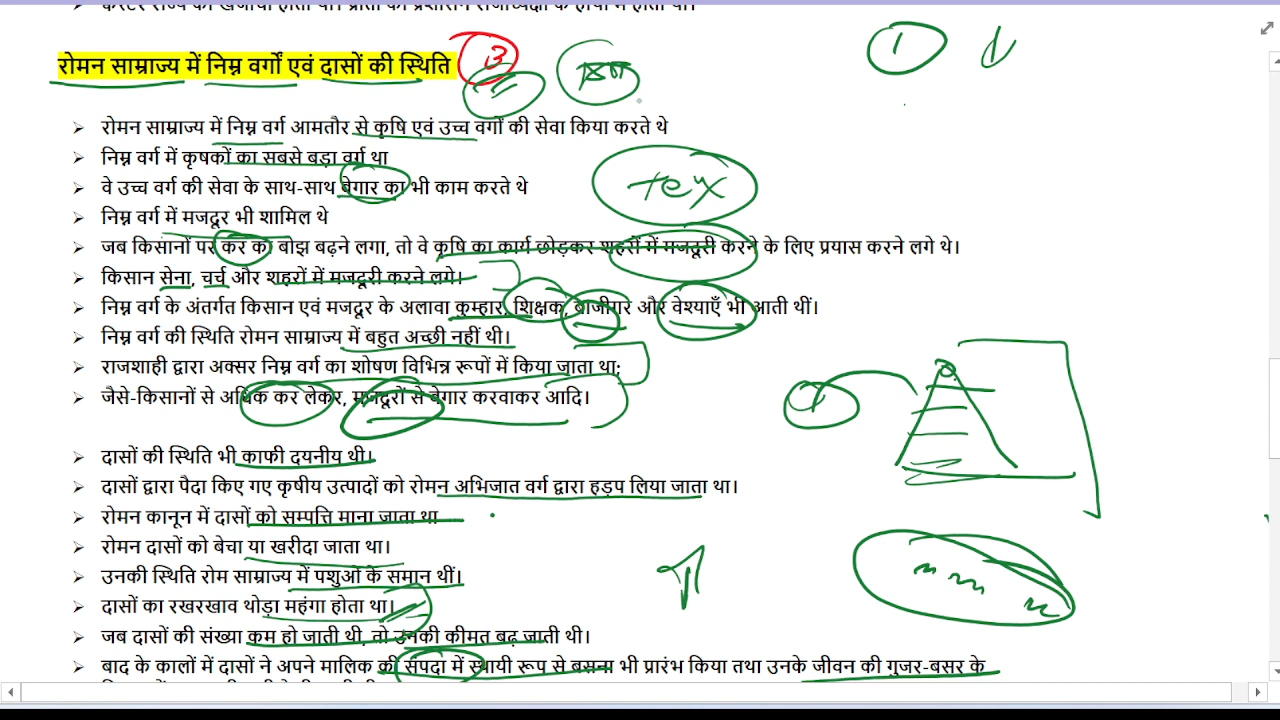 रोमन साम्राज्य में निम्न वर्गों एवं दासों की स्थिति
➢ रोमन साम्राज्य में निम्न वर्ग आमतौर से कृषि एवं उच्च वर्गों की सेवा किया करते थे
➢ निम्न वर्ग में कृषकों का सबसे बड़ा वर्ग था
➢ वे उच्च वर्ग की सेवा के साथ-साथ बेगार का भी काम करते थे
tex
➢ निम्न वर्ग में मजदूर भी शामिल थे
➢ जब किसानों पर कर का बोझ बढ़ने लगा, तो वे कृषि का कार्य छोड़कर शहरों में मजदूरी करने के लिए प्रयास करने लगे थे।
➢ किसान सेना, चर्च और शहरों में मजदूरी करने लगे।
➢ निम्न वर्ग के अंतर्गत किसान एवं मजदूर के अलावा कुम्हार, शिक्षक, बाजीगर और वेश्याएँ भी आती थीं।
➢ निम्न वर्ग की स्थिति रोमन साम्राज्य में बहुत अच्छी नहीं थी।
➢ राजशाही द्वारा अक्सर निम्न वर्ग का शोषण विभिन्न रूपों में किया जाता था;
➢ जैसे-किसानों से अधिक कर लेकर, मजदूरों से बेगार करवाकर आदि।
➢ दासों की स्थिति भी काफी दयनीय थी।
➢ दासों द्वारा पैदा किए गए कृषीय उत्पादों को रोमन अभिजात वर्ग द्वारा हड़प लिया जाता था।
➢ रोमन कानून में दासों को सम्पत्ति माना जाता था
➢ रोमन दासों को बेचा या खरीदा जाता था।
➢ उनकी स्थिति रोम साम्राज्य में पशुओं के समान थीं।
➢ दासों का रखरखाव थोड़ा महंगा होता था।
➢ जब दासों की संख्या कम हो जाती थी, तो उनकी कीमत बढ़ जाती थी।
➢ बाद के कालों में दासों ने अपने मालिक की संपदा में स्थायी रूप से बसना भी प्रारंभ किया तथा उनके जीवन की गुजर-बसर के